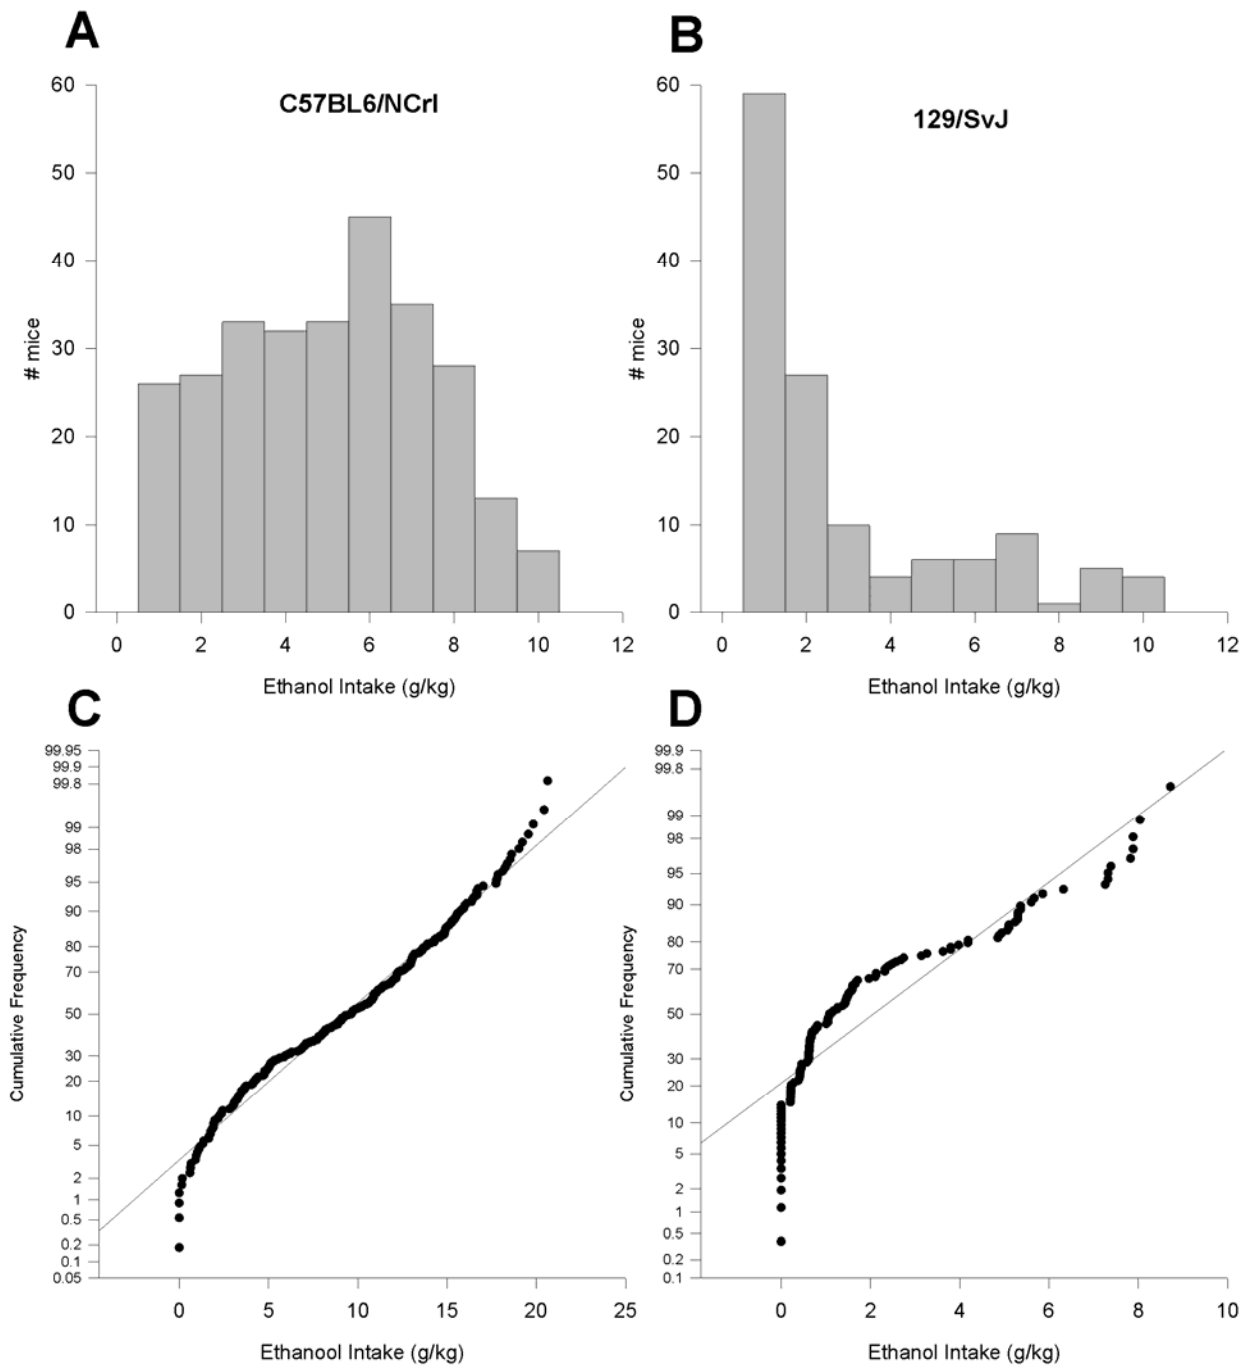 A
B
C57BL6/NCrl
129/SvJ
60
50
40
30
20
10
0
# mice
0 2 4 6 8 10 12
Ethanol Intake (g/kg)
60
50
40
30
20
10
0
# mice
0 2 4 6 8 10 12
Ethanol Intake (g/kg)
C
D
99.95
99.9
99.8
99
98
95
90
80
70
50
30
20
10
5
2
1
0.5
0.2
0.1
0.05
Cumulative Frequency
0 5 10 15 20 25
Ethanool Intake (g/kg)
99.9
99.8
99
98
95
90
80
70
50
30
20
10
5
2
1
0.5
0.2
0.1
Cumulative Frequency
0 2 4 6 8 10
Ethanol Intake (g/kg)